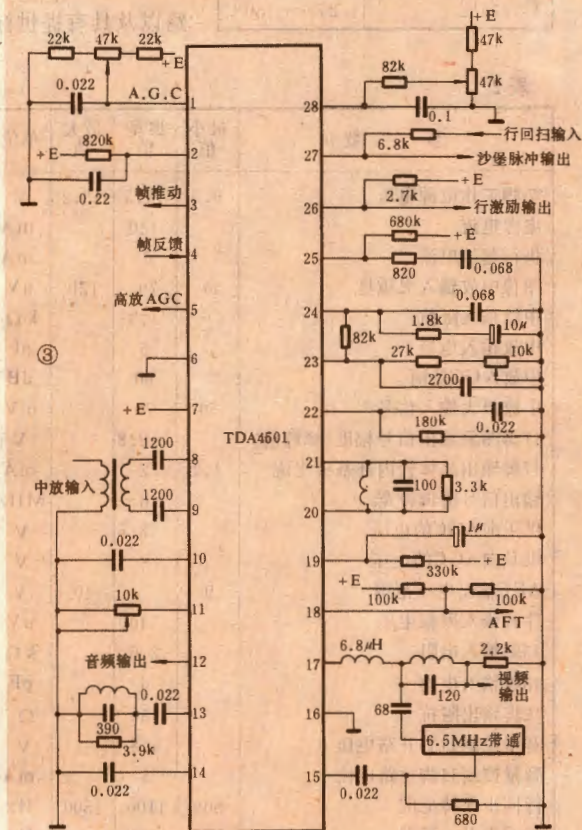 22k 47k 22k
+E
0.022 A.G.C
1
820k
+E
2
0.22
帧推动
3
帧反馈
4
高放AGC
5
③
6
+E
7
TDA4601
1200
8
中放输入
1200
9
0.022
10
10k
11
音频输出
12
0.022
13
390
3.9k
0.022
14
+E
47k
82k
47k
28
0.1
行回扫输入
6.8k
27
沙堡脉冲输出
+E
26
2.7k
行激励输出
680k
+E
25
820
0.068
0.068
24
1.8k
10μ
82k
23
27k
10k
2700
22
0.022
180k
21
100
3.3k
20
1μ
19
330k
+E
+E
100k
100k
18
AFT
6.8μH
2.2k
17
120
视频
输出
68
16
6.5MHz带通
15
0.022
680